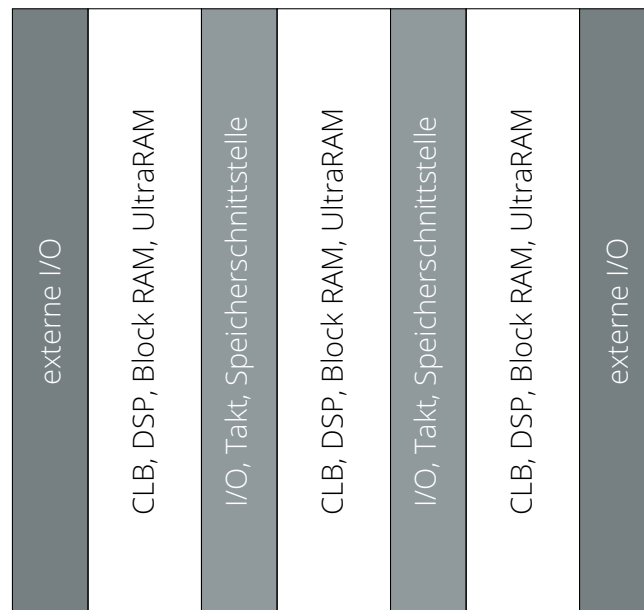 externe I/O
CLB, DSP, Block RAM, UltraRAM
I/O, Takt, Speicherschnittstelle
CLB, DSP, Block RAM, UltraRAM
I/O, Takt, Speicherschnittstelle
CLB, DSP, Block RAM, UltraRAM
externe I/O